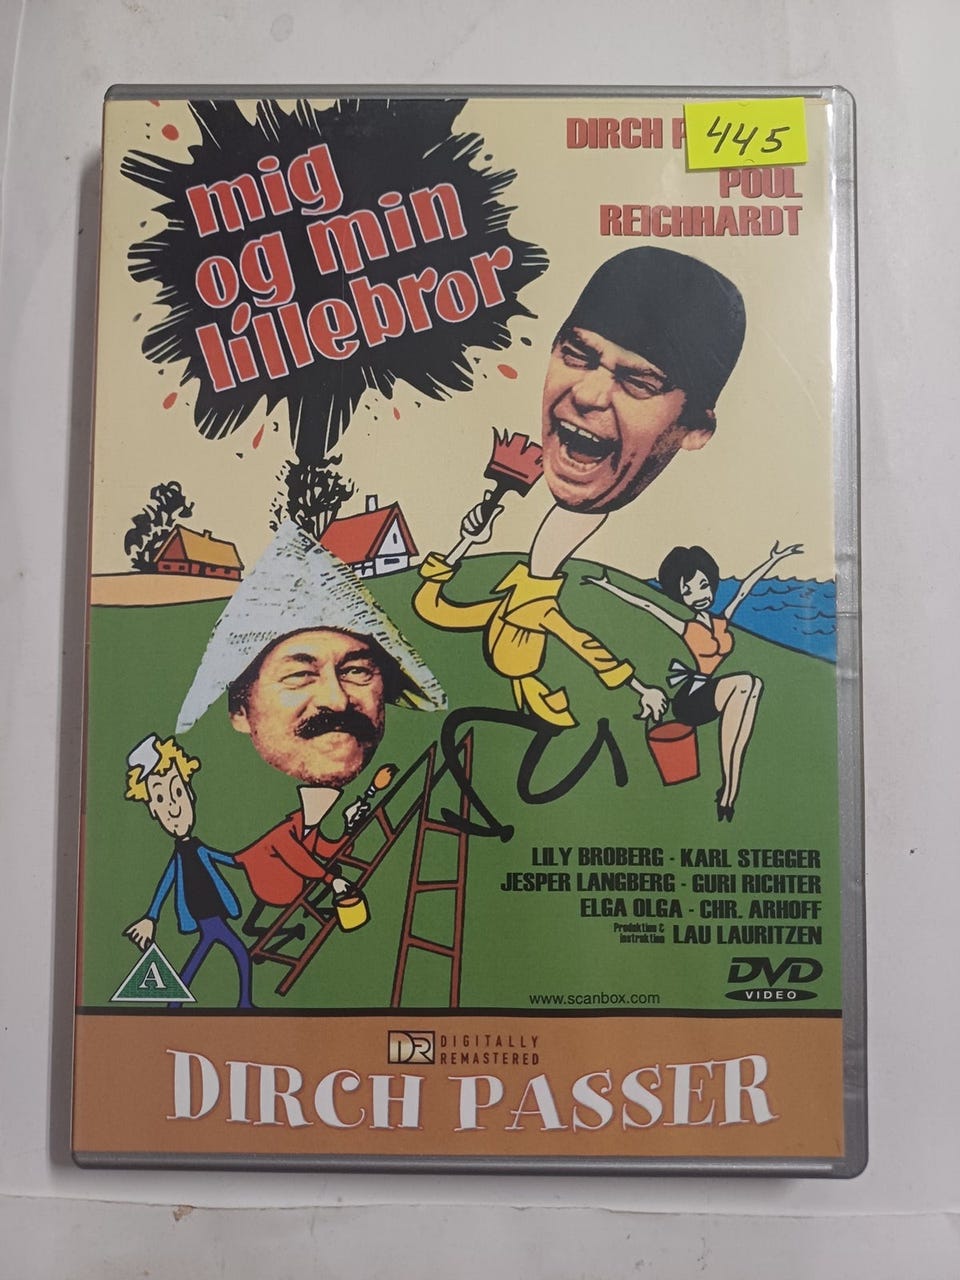 mig
og min
lillebror
DIRCH P
445
POUL
REICHHARDT
LILY BROBERG - KARL STEGGER
JESPER LANGBERG - GURI RICHTER
ELGA OLGA - CHR. ARHOFF
Produktion & instruktion LAU LAURITZEN
A
www.scanbox.com
DVD
VIDEO
DR DIGITALLY
REMASTERED
DIRCH PASSER